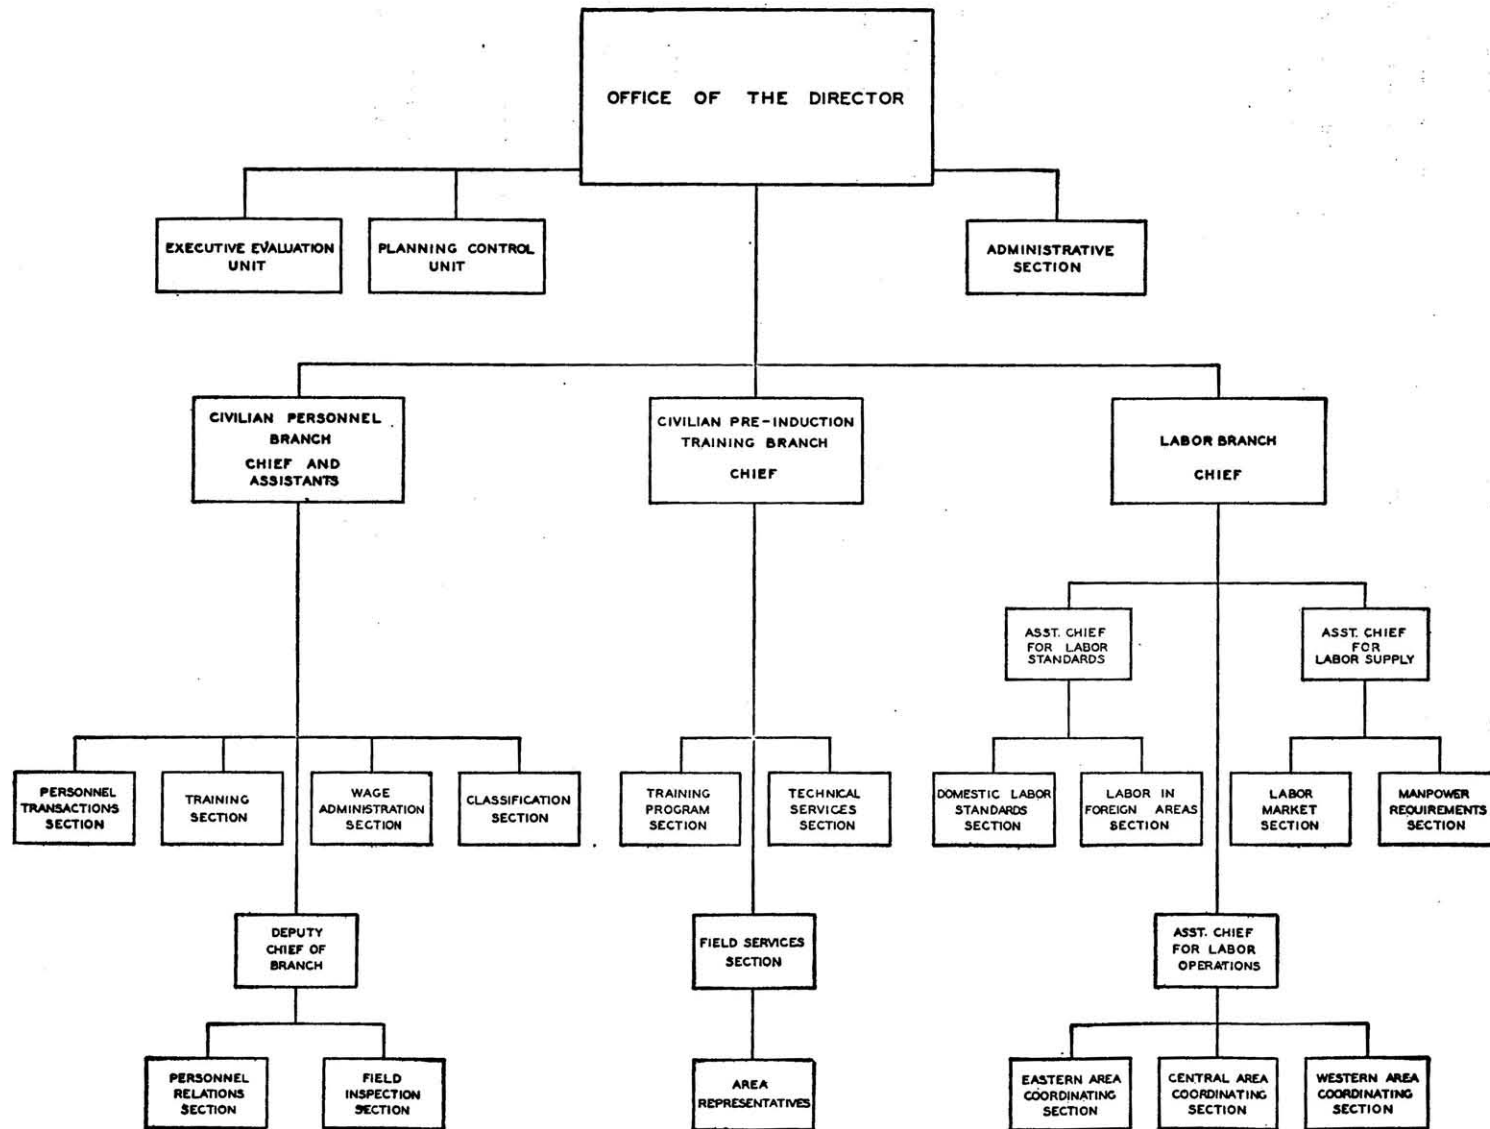 OFFICE OF THE DIRECTOR
EXECUTIVE EVALUATION
UNIT
PLANNING CONTROL
UNIT
ADMINISTRATIVE
SECTION
CIVILIAN PERSONNEL
BRANCH
CHIEF AND
ASSISTANTS
CIVILIAN PRE-INDUCTION
TRAINING BRANCH
CHIEF
LABOR BRANCH
CHIEF
ASST. CHIEF
FOR LABOR
STANDARDS
ASST. CHIEF
FOR
LABOR SUPPLY
PERSONNEL
TRANSACTIONS
SECTION
TRAINING
SECTION
WAGE
ADMINISTRATION
SECTION
CLASSIFICATION
SECTION
TRAINING
PROGRAM
SECTION
TECHNICAL
SERVICES
SECTION
DOMESTIC LABOR
STANDARDS
SECTION
LABOR IN
FOREIGN AREAS
SECTION
LABOR
MARKET
SECTION
MANPOWER
REQUIREMENTS
SECTION
DEPUTY
CHIEF OF
BRANCH
FIELD SERVICES
SECTION
ASST. CHIEF
FOR LABOR
OPERATIONS
PERSONNEL
RELATIONS
SECTION
FIELD
INSPECTION
SECTION
AREA
REPRESENTATIVES
EASTERN AREA
COORDINATING
SECTION
CENTRAL AREA
COORDINATING
SECTION
WESTERN AREA
COORDINATING
SECTION